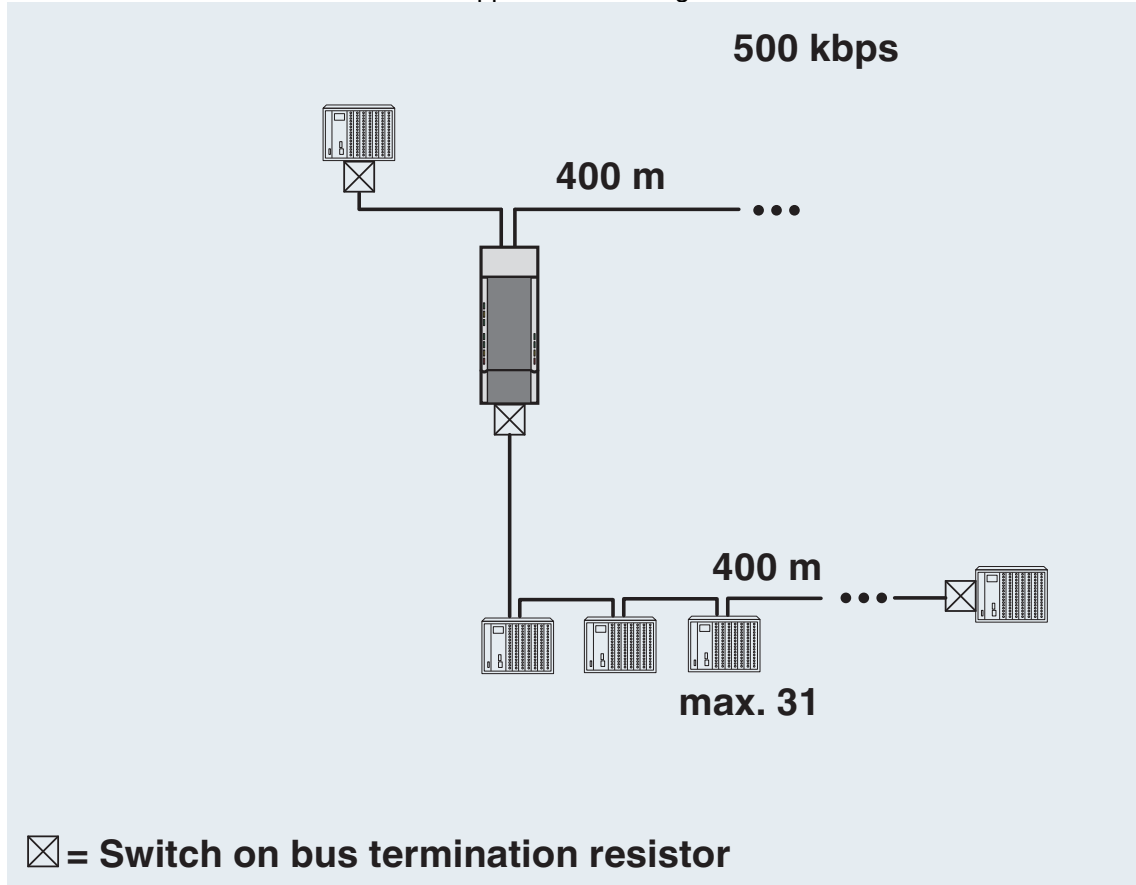 500 kbps
400 m
400 m
max. 31
= Switch on bus termination resistor